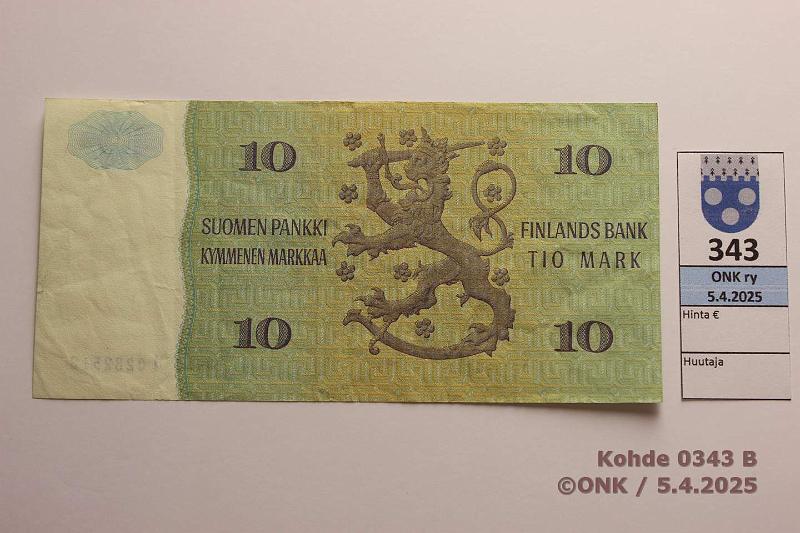 10
10
SUOMEN PANKKI
KYMMENEN MARKKAA
FINLANDS BANK
TIO MARK
10
10
343
ONK ry
5.4.2025
Hinta €
Huutaja
Kohde 0343 B
©ONK / 5.4.2025